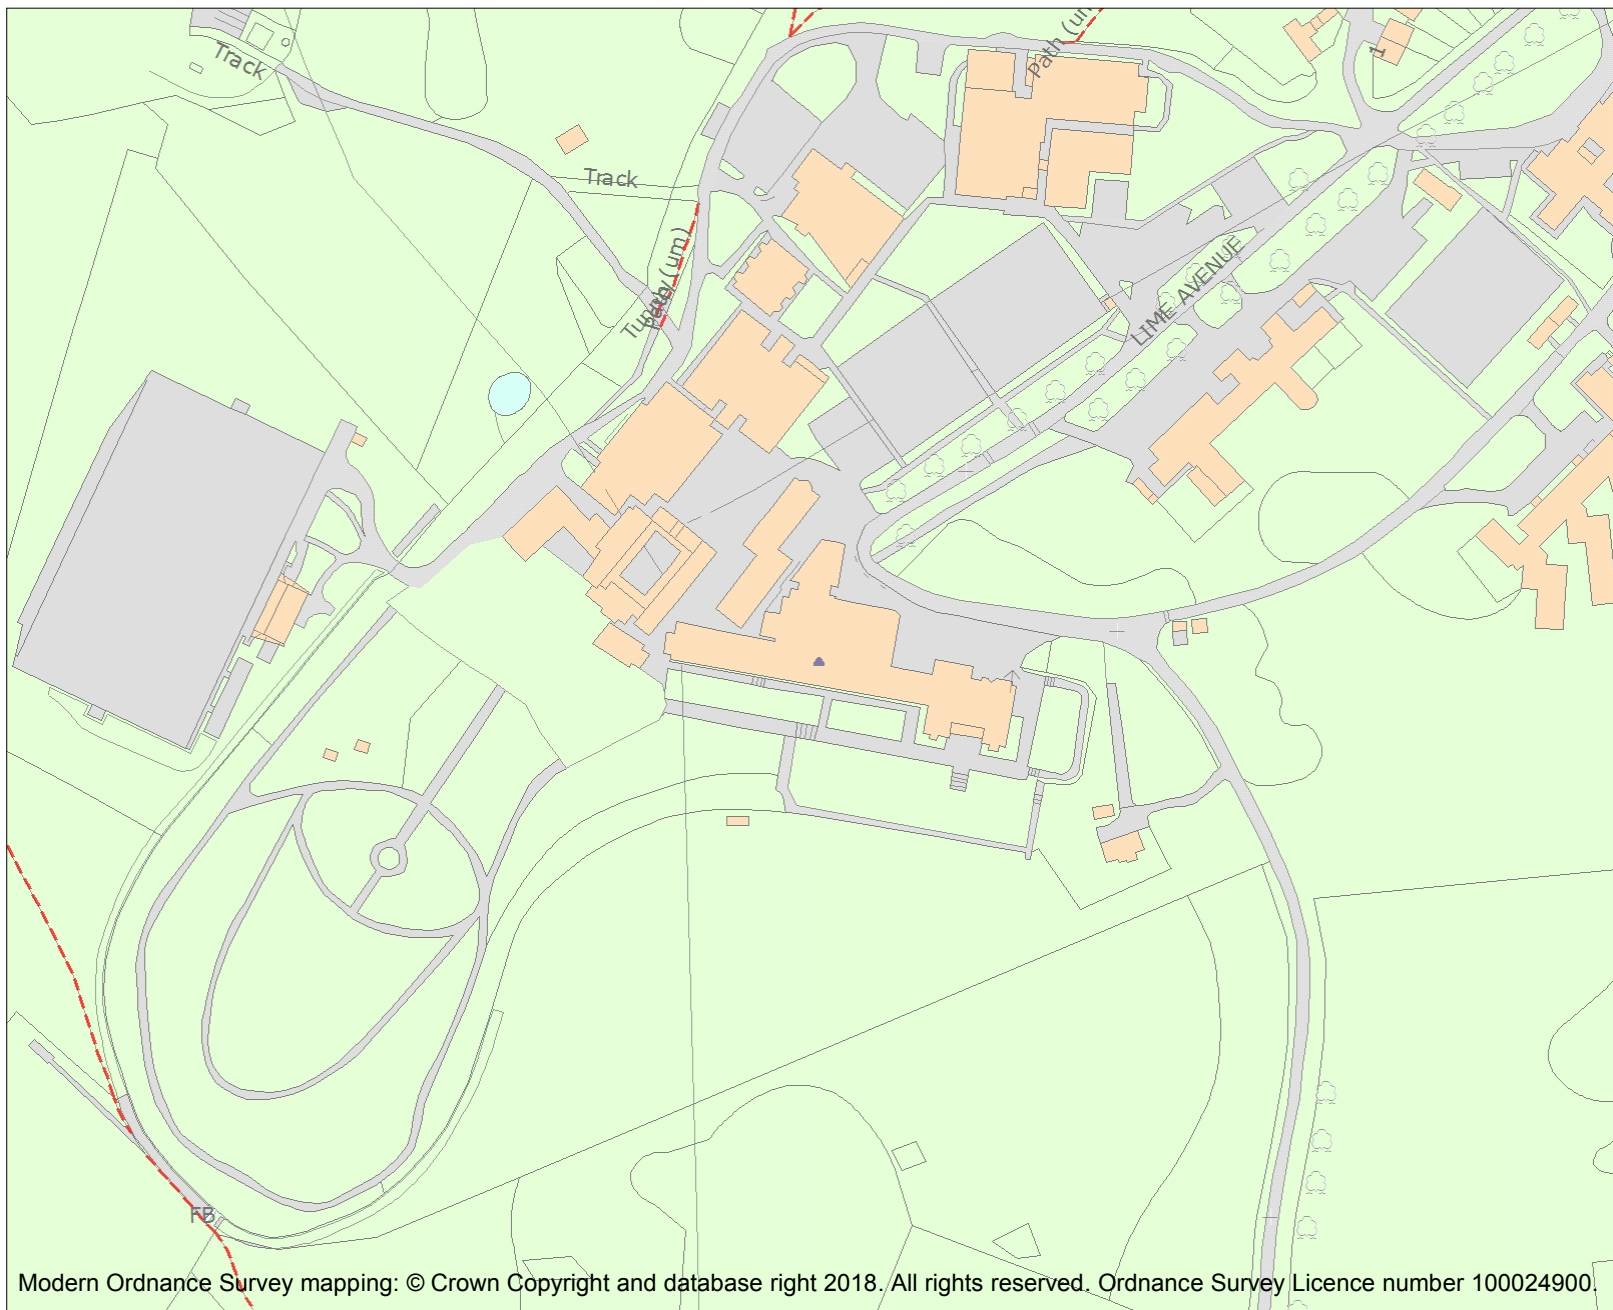 Track
Path (um)
1
Track
Path (um)
LIME AVENUE
FB
Modern Ordnance Survey mapping: © Crown Copyright and database right 2018. All rights reserved. Ordnance Survey Licence number 100024900.